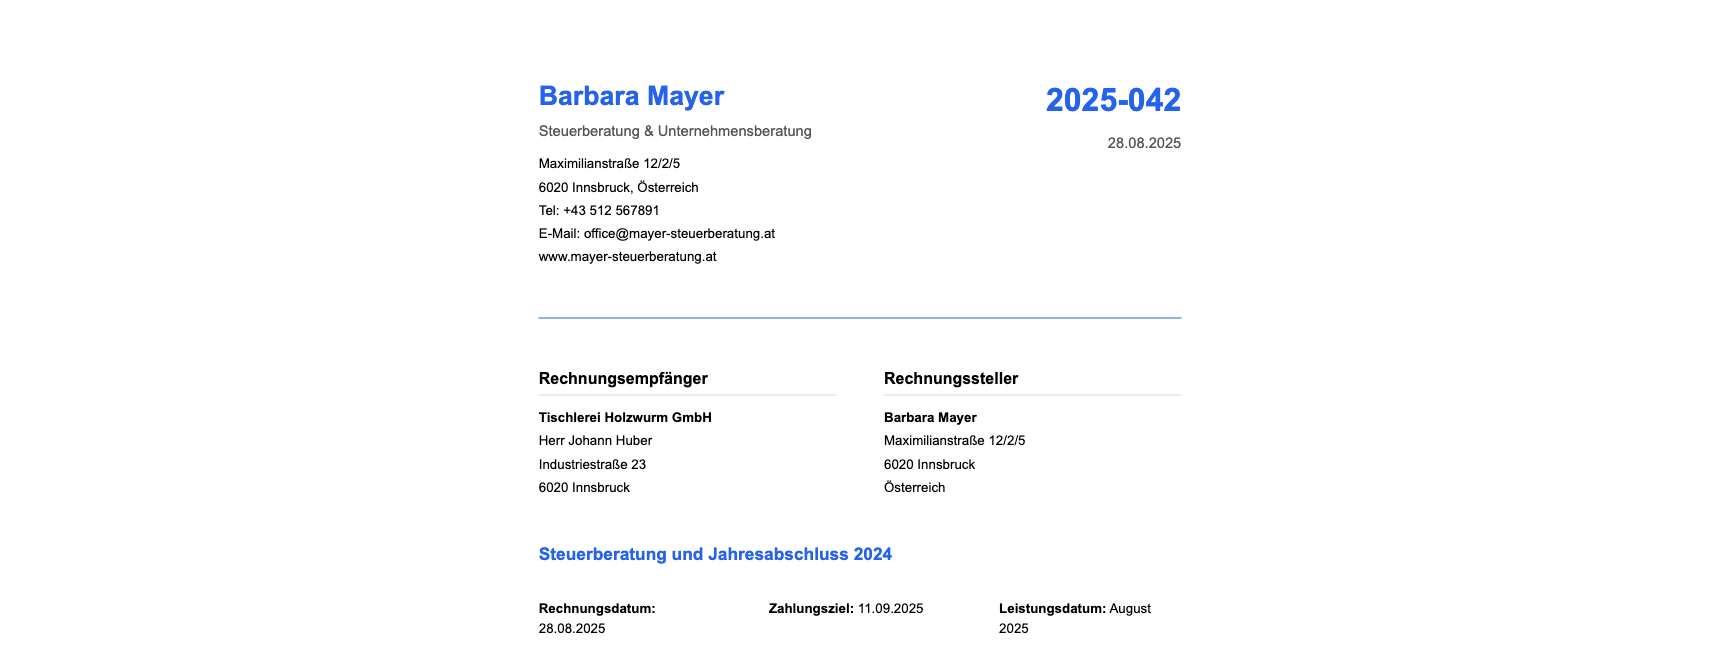 Barbara Mayer
2025-042
Steuerberatung & Unternehmensberatung
28.08.2025
Maximilianstraße 12/2/5
6020 Innsbruck, Österreich
Tel: +43 512 567891
E-Mail: office@mayer-steuerberatung.at
www.mayer-steuerberatung.at
Rechnungsempfänger
Tischlerei Holzwurm GmbH
Herr Johann Huber
Industriestraße 23
6020 Innsbruck
Rechnungssteller
Barbara Mayer
Maximilianstraße 12/2/5
6020 Innsbruck
Österreich
Steuerberatung und Jahresabschluss 2024
Rechnungsdatum:
28.08.2025
Zahlungsziel: 11.09.2025
Leistungsdatum: August
2025